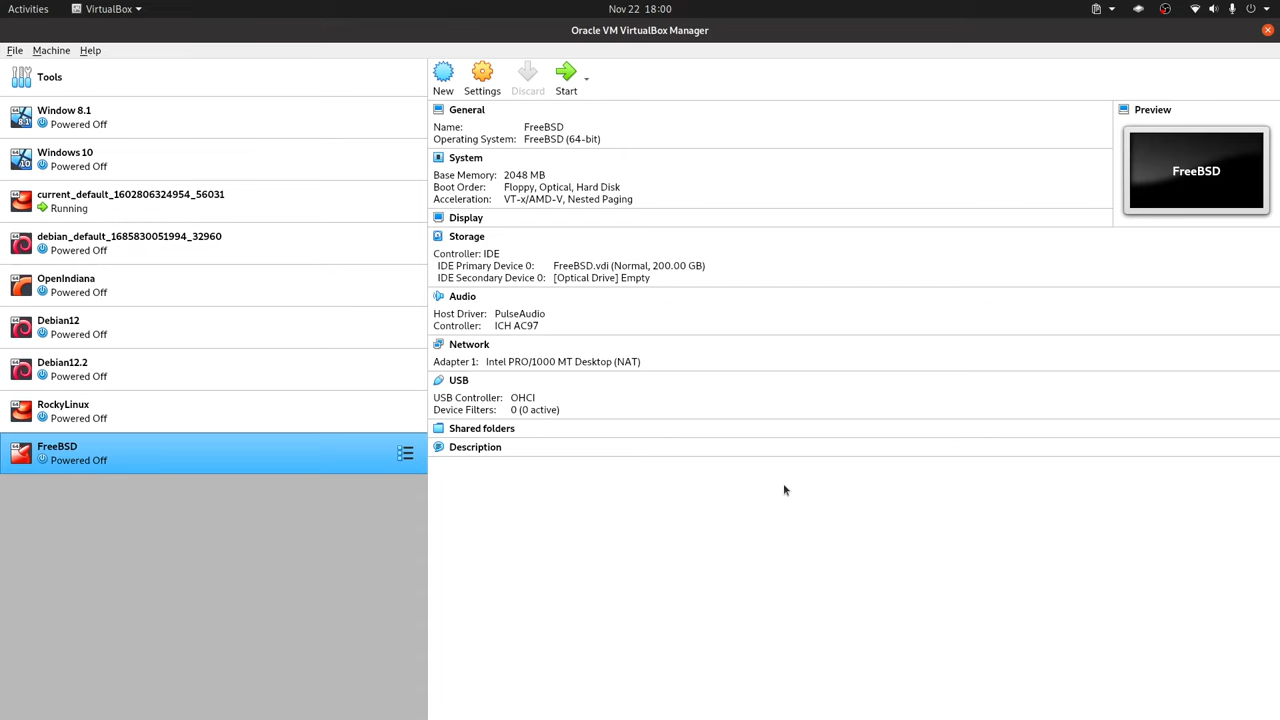 Activities VirtualBox Nov 22 18:00
Oracle VM VirtualBox Manager
File Machine Help
Tools
Window 8.1
Powered Off
Windows 10
Powered Off
current_default_1602806324954_56031
Running
debian_default_1685830051994_32960
Powered Off
OpenIndiana
Powered Off
Debian12
Powered Off
Debian12.2
Powered Off
RockyLinux
Powered Off
FreeBSD
Powered Off
New Settings Discard Start
General
Name: FreeBSD
Operating System: FreeBSD (64-bit)
System
Base Memory: 2048 MB
Boot Order: Floppy, Optical, Hard Disk
Acceleration: VT-x/AMD-V, Nested Paging
Display
Storage
Controller: IDE
IDE Primary Device 0: FreeBSD.vdi (Normal, 200.00 GB)
IDE Secondary Device 0: [Optical Drive] Empty
Audio
Host Driver: PulseAudio
Controller: ICH AC97
Network
Adapter 1: Intel PRO/1000 MT Desktop (NAT)
USB
USB Controller: OHCI
Device Filters: 0 (0 active)
Shared folders
Description
Preview
FreeBSD